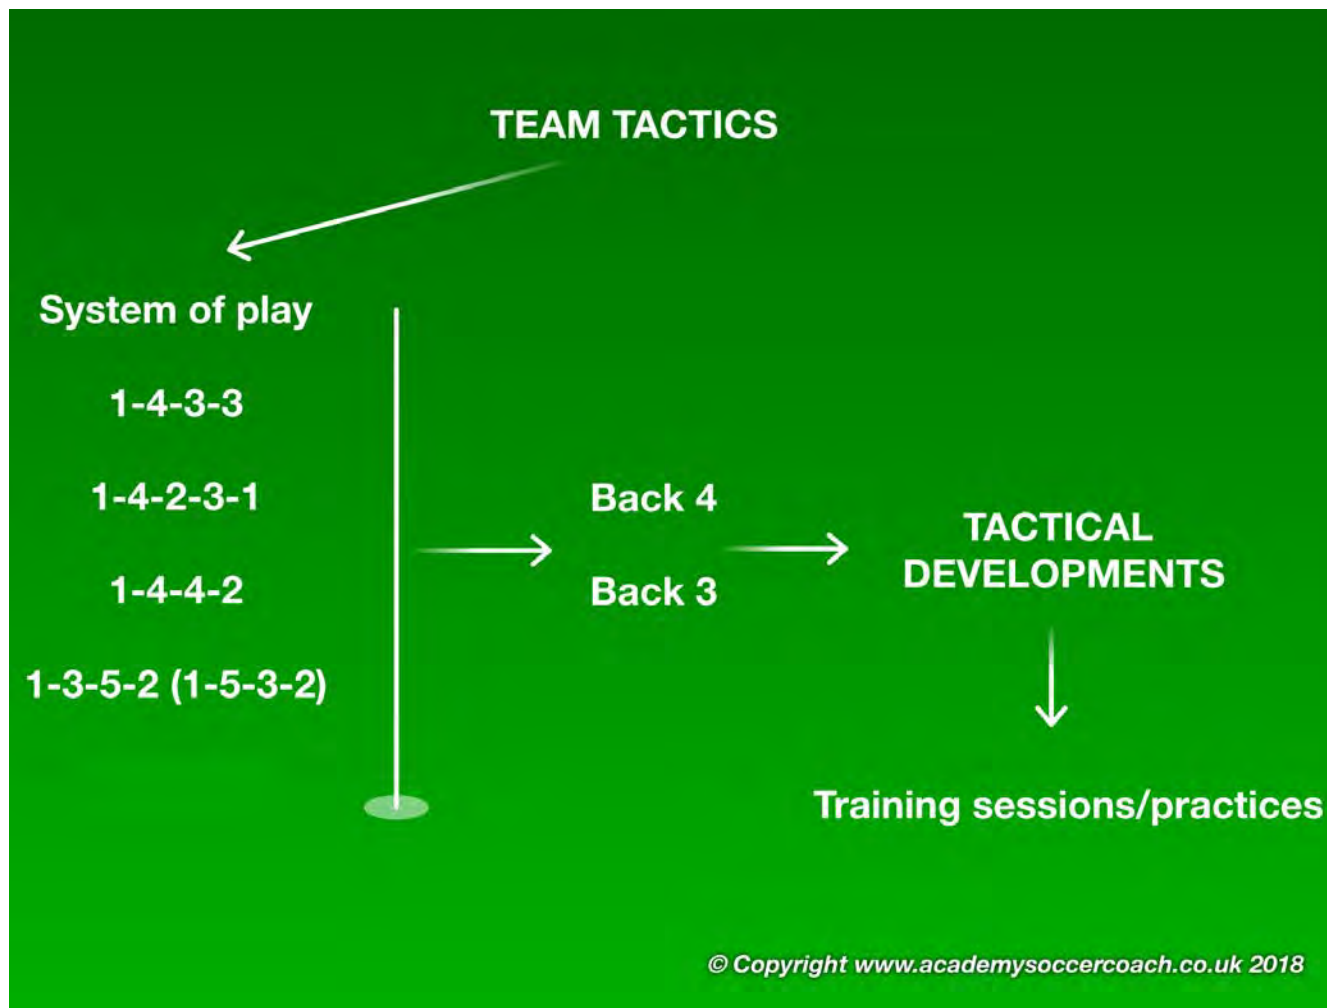 TEAM TACTICS
System of play
1-4-3-3
1-4-2-3-1
1-4-4-2
1-3-5-2 (1-5-3-2)
Back 4
Back 3
TACTICAL
DEVELOPMENTS
Training sessions/practices
© Copyright www.academysoccercoach.co.uk 2018